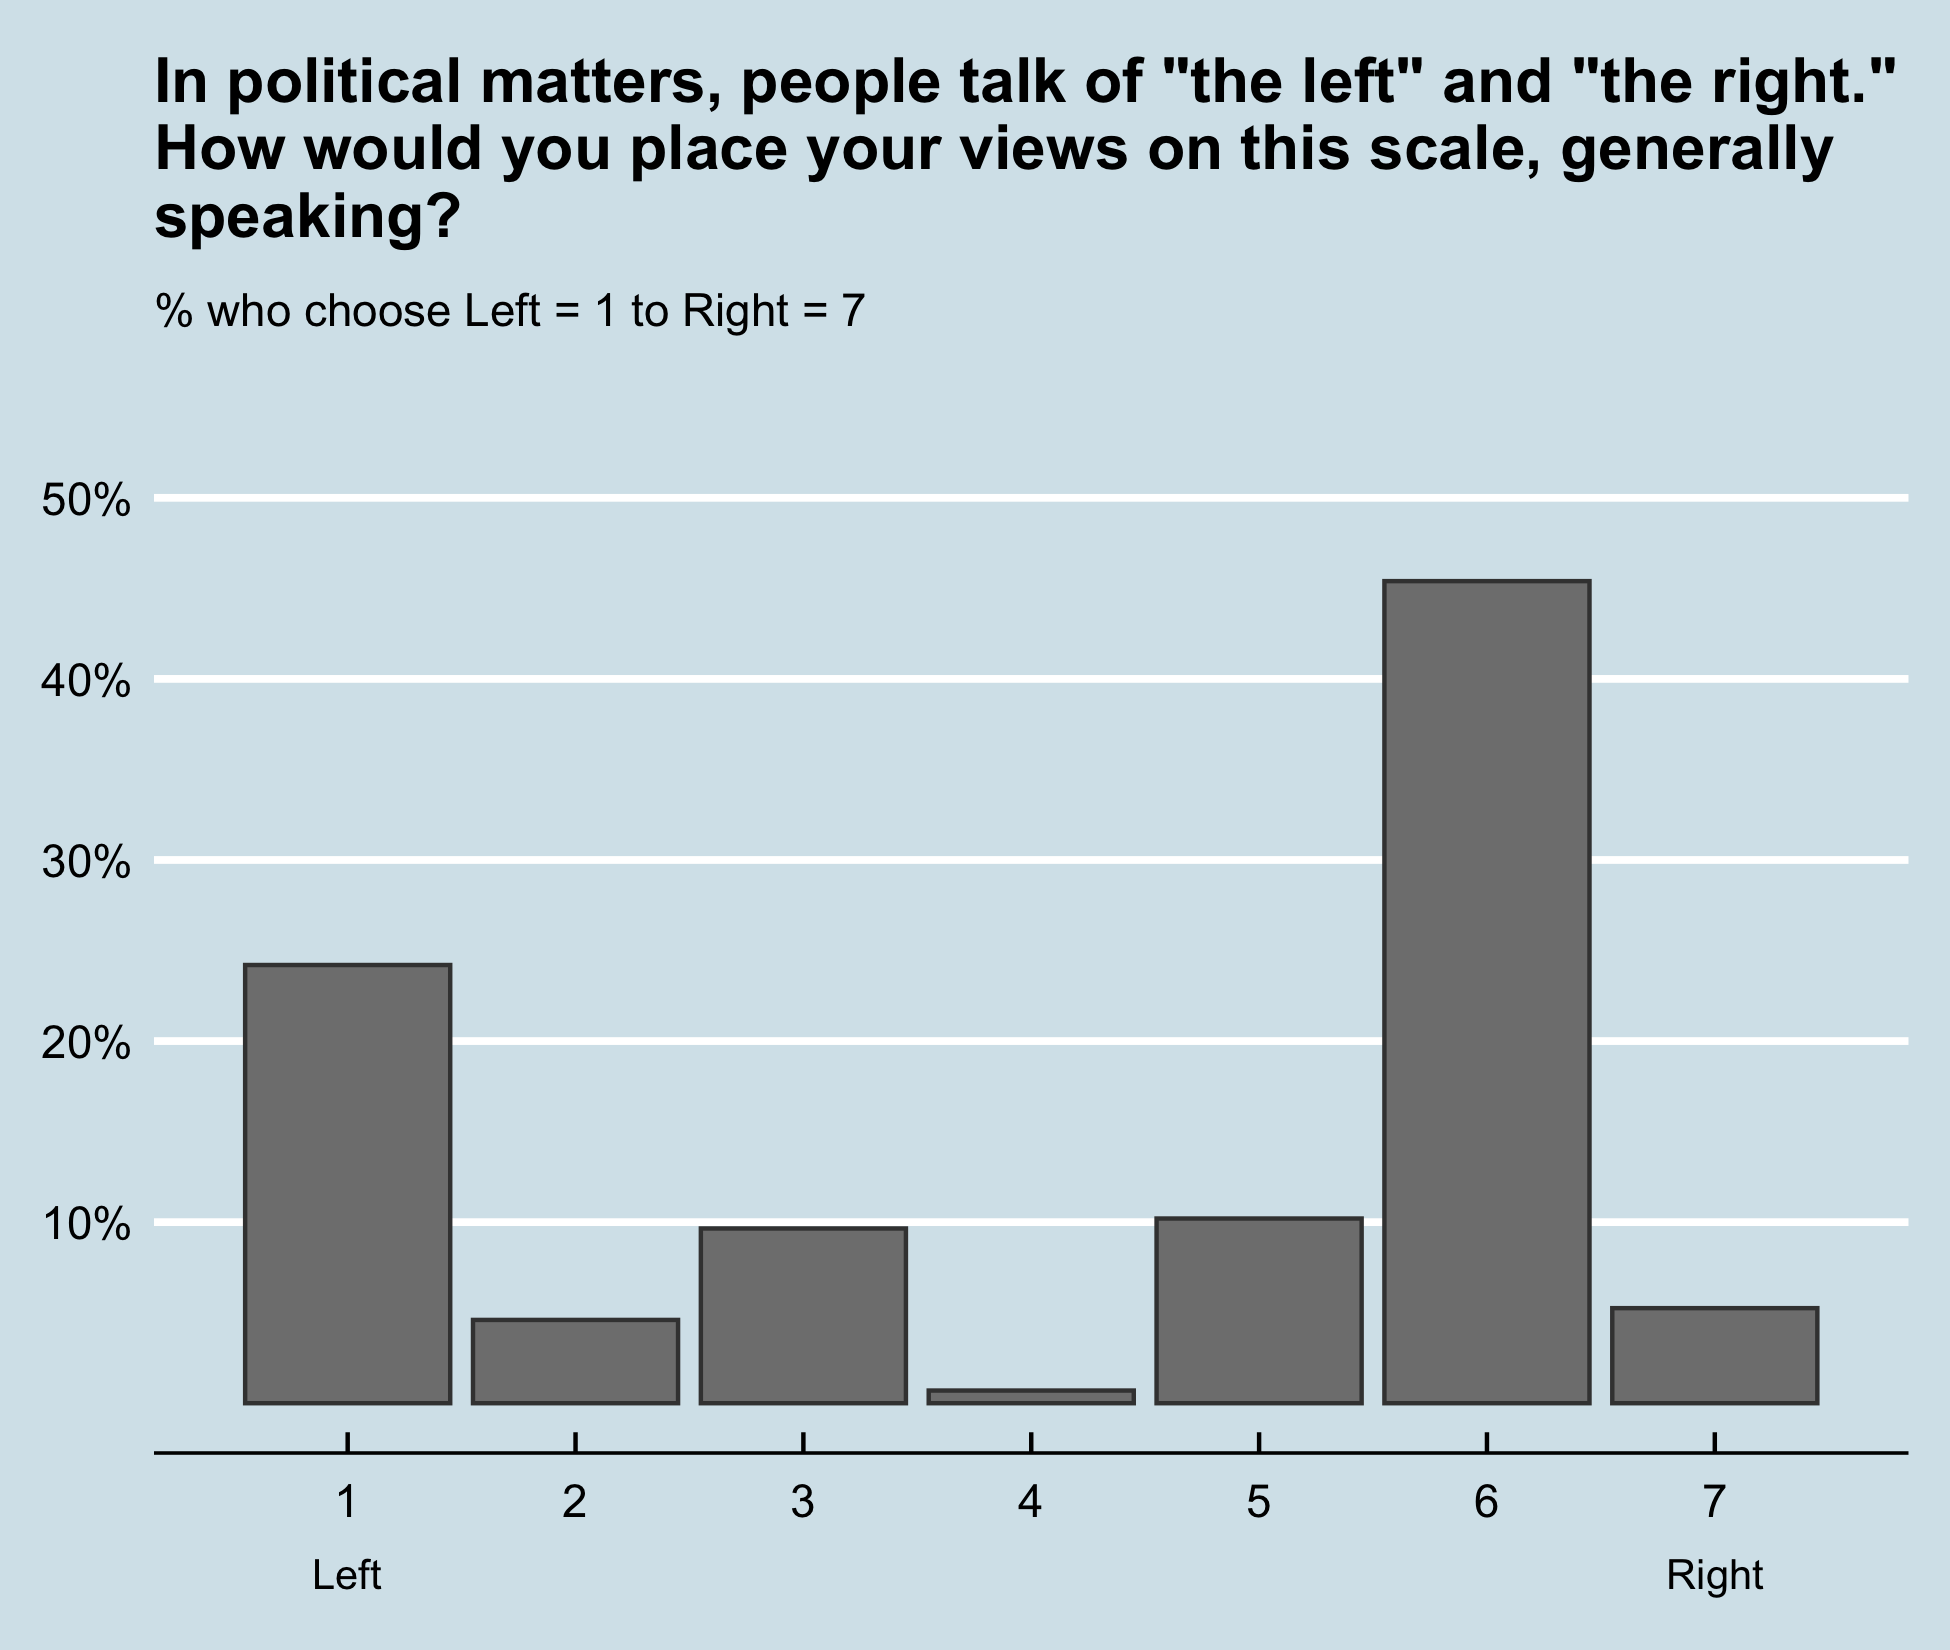 In political matters, people talk of "the left" and "the right."
How would you place your views on this scale, generally
speaking?
% who choose Left = 1 to Right = 7
50%
40%
30%
20%
10%
1 2 3 4 5 6 7
Left Right